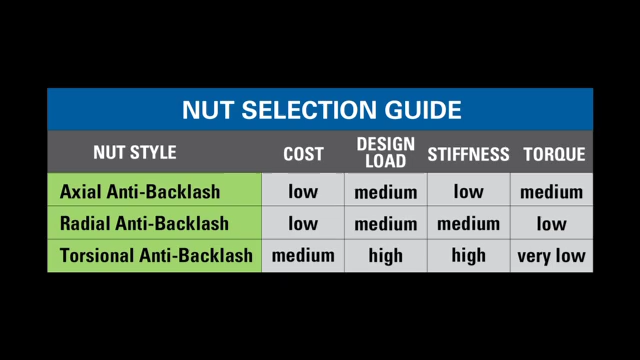 NUT SELECTION GUIDE
NUT STYLE COST DESIGN LOAD STIFFNESS TORQUE
Axial Anti-Backlash low medium low medium
Radial Anti-Backlash low medium medium low
Torsional Anti-Backlash medium high high very low